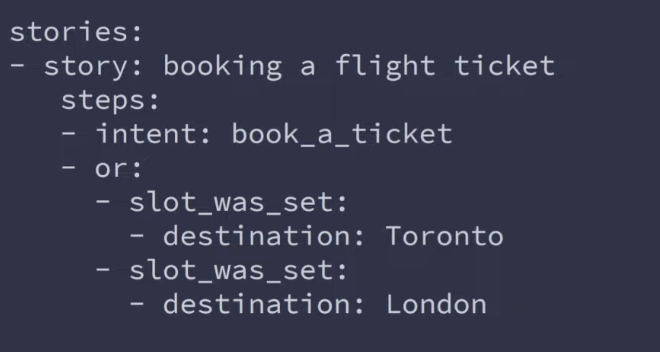 stories:
- story: booking a flight ticket
   steps:
   - intent: book_a_ticket
   - or:
     - slot_was_set:
       - destination: Toronto
     - slot_was_set:
       - destination: London